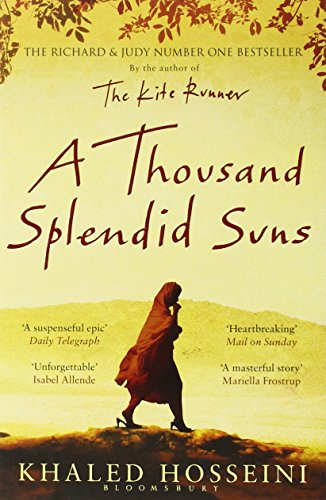 THE RICHARD & JUDY NUMBER ONE BESTSELLER
By the author of
The Kite Runner
A Thousand
Splendid Suns
‘A suspenseful epic’
Daily Telegraph
‘Heartbreaking’
Mail on Sunday
‘Unforgettable’
Isabel Allende
‘A masterful story’
Mariella Frostrup
KHALED HOSSEINI
BLOOMSBURY